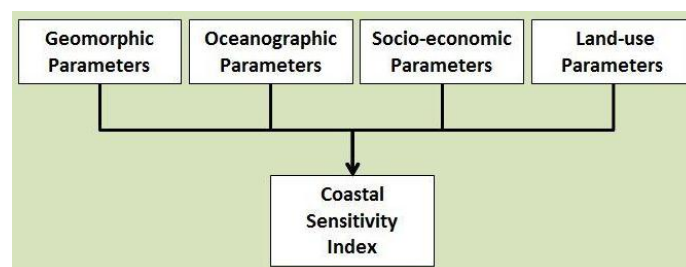 Geomorphic
Parameters
Oceanographic
Parameters
Socio-economic
Parameters
Land-use
Parameters
Coastal
Sensitivity
Index